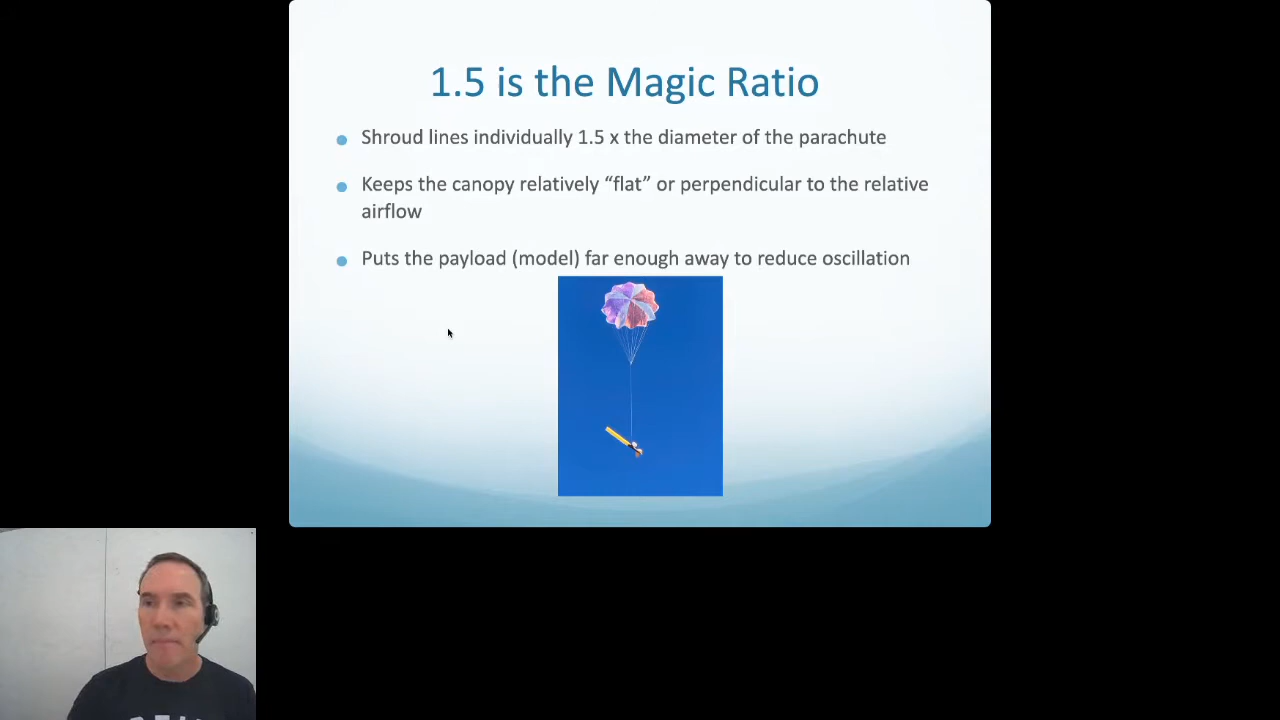 1.5 is the Magic Ratio
Shroud lines individually 1.5 x the diameter of the parachute
Keeps the canopy relatively “flat” or perpendicular to the relative
airflow
Puts the payload (model) far enough away to reduce oscillation